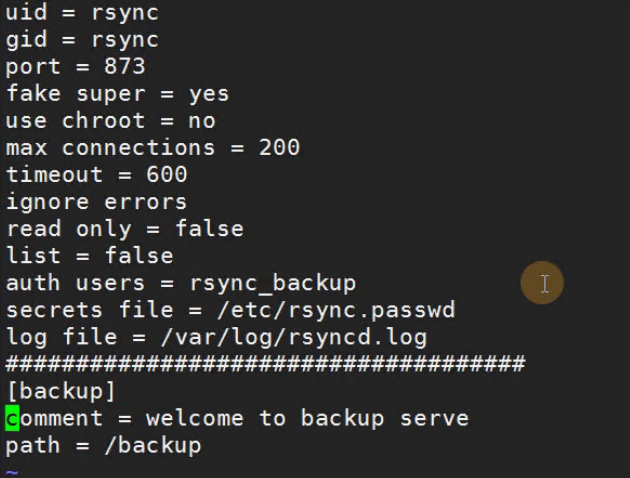 uid = rsync
gid = rsync
port = 873
fake super = yes
use chroot = no
max connections = 200
timeout = 600
ignore errors
read only = false
list = false
auth users = rsync_backup
secrets file = /etc/rsync.passwd
log file = /var/log/rsyncd.log
#####################################
[backup]
comment = welcome to backup serve
path = /backup
~